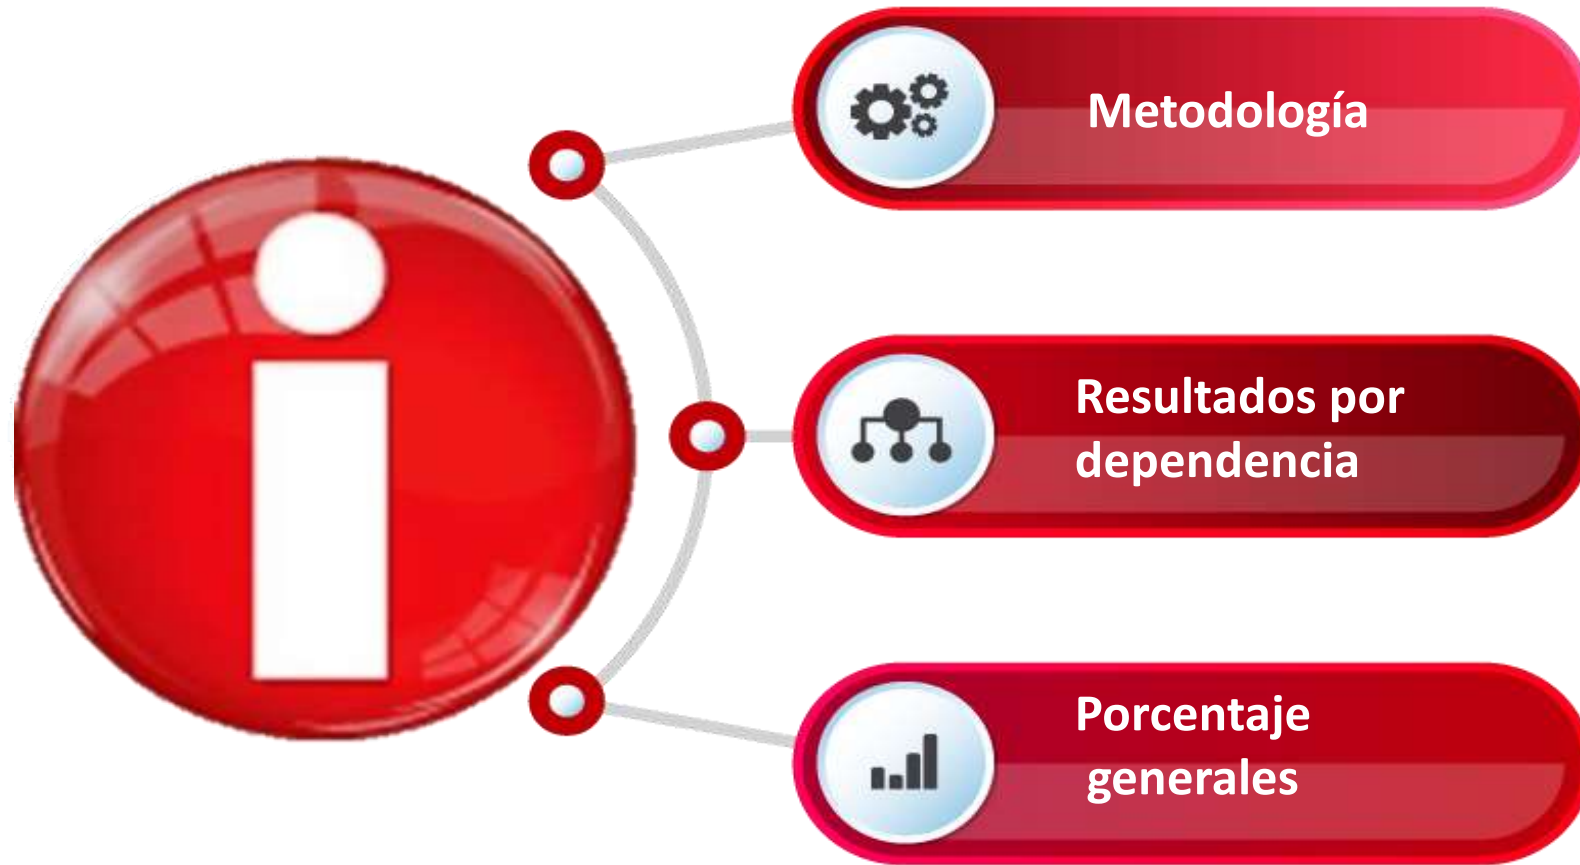 Metodología
Resultados por
dependencia
Porcentaje
generales